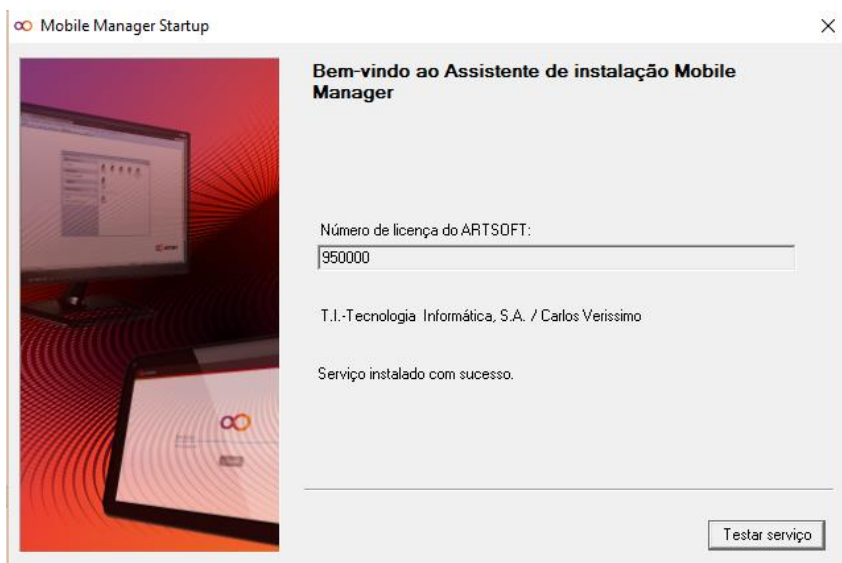 Mobile Manager Startup
Bem-vindo ao Assistente de instalação Mobile
Manager
Número de licença do ARTSOFT:
950000
T.I.-Tecnologia Informática, S.A. / Carlos Verissimo
Serviço instalado com sucesso.
Testar serviço